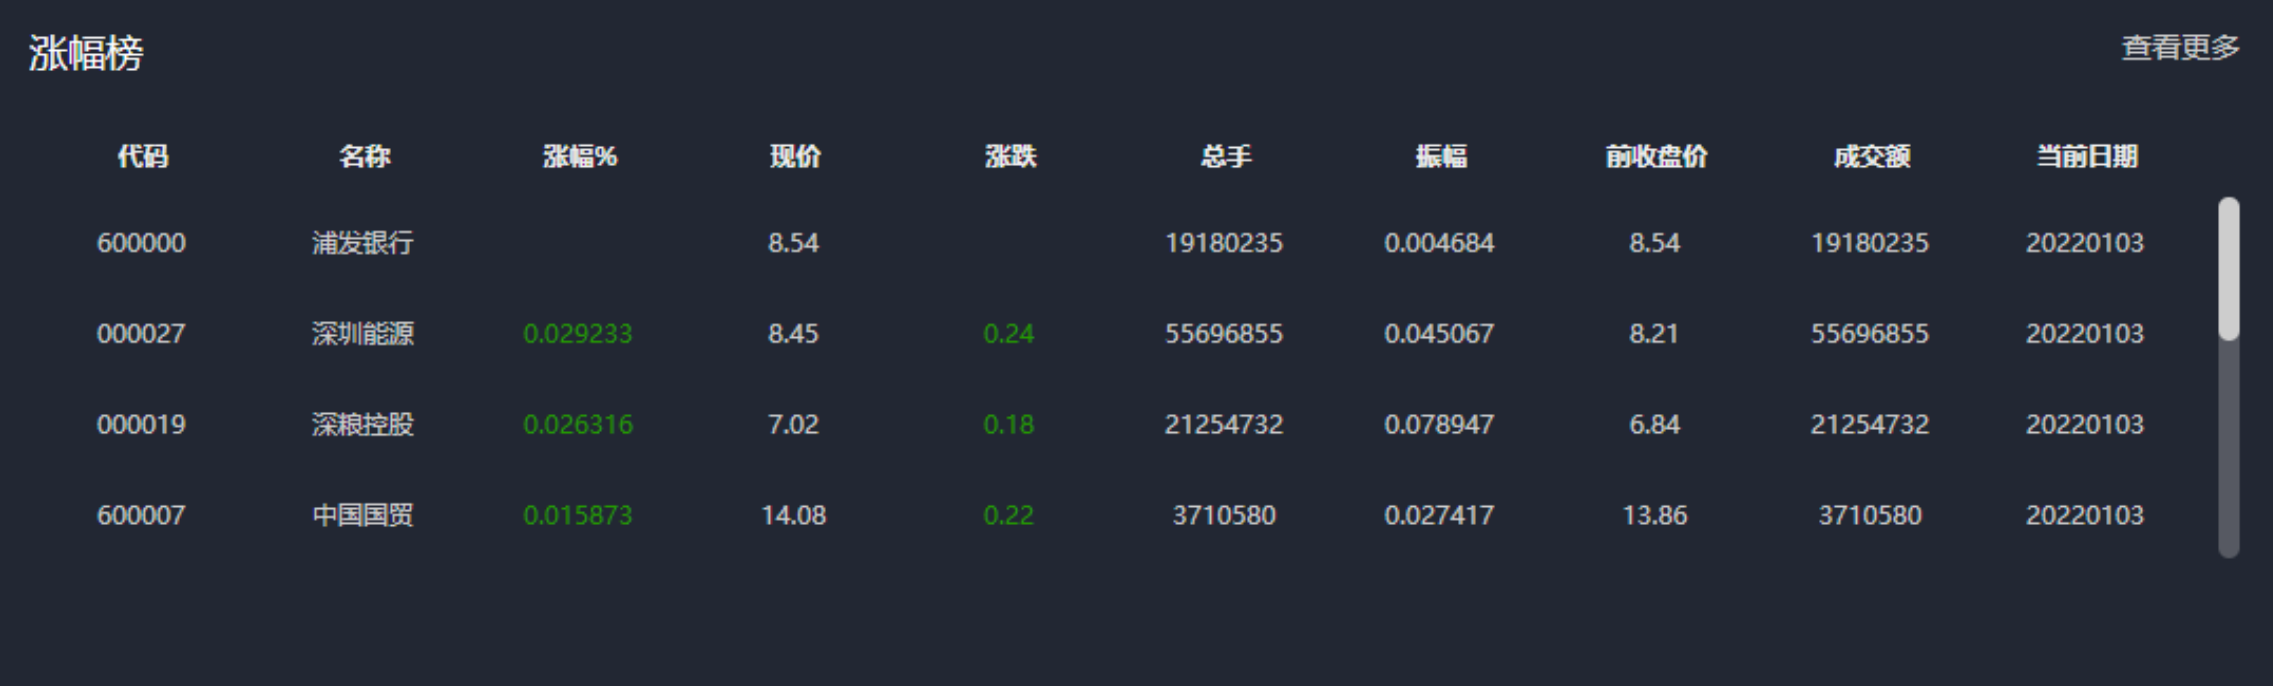 涨幅榜 查看更多
代码 名称 涨幅% 现价 涨跌 总手 振幅 前收盘价 成交额 当前日期
600000 浦发银行 8.54 19180235 0.004684 8.54 19180235 20220103
000027 深圳能源 0.029233 8.45 0.24 55696855 0.045067 8.21 55696855 20220103
000019 深粮控股 0.026316 7.02 0.18 21254732 0.078947 6.84 21254732 20220103
600007 中国国贸 0.015873 14.08 0.22 3710580 0.027417 13.86 3710580 20220103